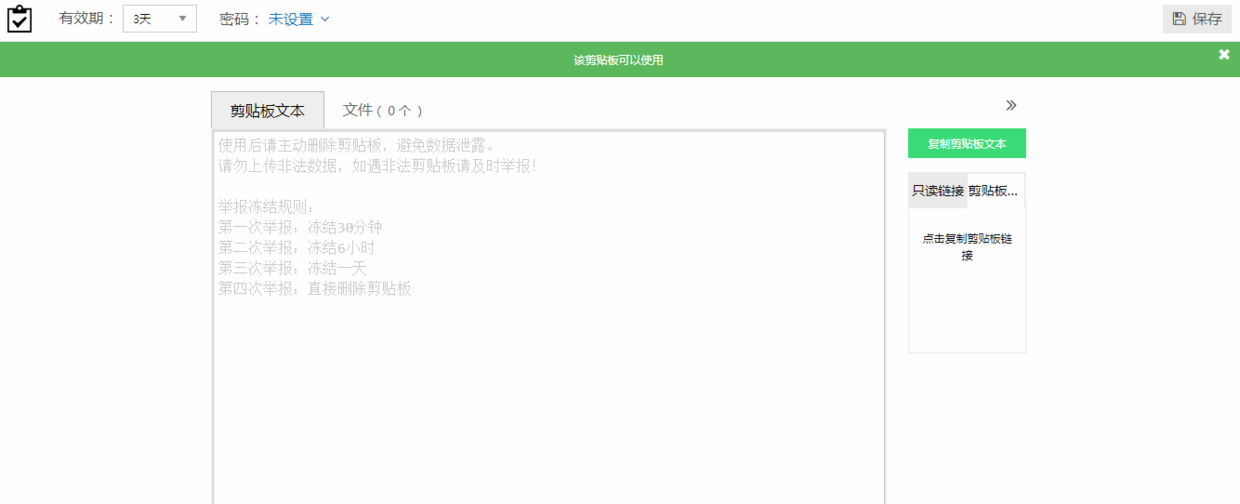 有效期： 3天 密码： 未设置 保存
该剪贴板可以使用
剪贴板文本 文件 ( 0 个 )
使用后请主动删除剪贴板，避免数据泄露。
请勿上传非法数据，如遇非法剪贴板请及时举报！
举报冻结规则：
第一次举报：冻结30分钟
第二次举报：冻结6小时
第三次举报：冻结一天
第四次举报：直接删除剪贴板
复制剪贴板文本
只读链接 剪贴板...
点击复制剪贴板链
接